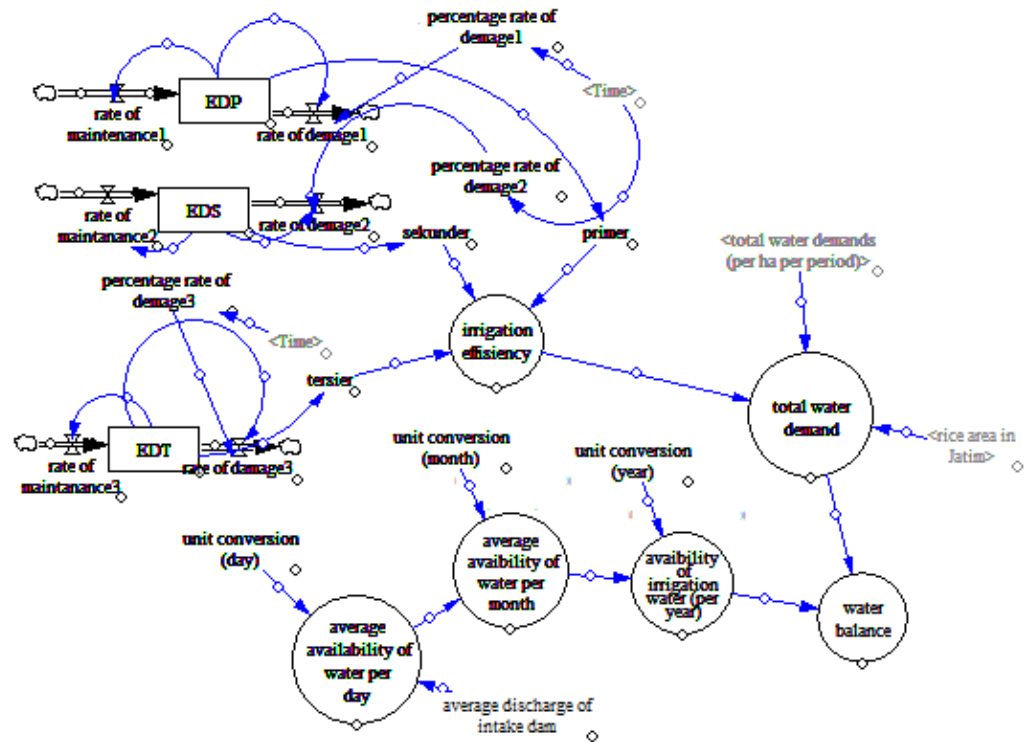 percentage rate of
demage1
<Time>
EDP
rate of
maintenance1
rate of demage1
percentage rate of
demage2
EDS
rate of
maintanance2
rate of demage2
sekunder
primer
<total water demands
(per ha per period)>
percentage rate of
demage3
<Time>
irrigation
effisiency
tersier
total water
demand
<rice area in
Jatim>
EDT
rate of
maintanance3
rate of damage3
unit conversion
(month)
unit conversion
(year)
unit conversion
(day)
average
avaibility of
water per
month
avaibility
of
irrigation
water (per
year)
water
balance
average
availability of
water per
day
average discharge of
intake dam